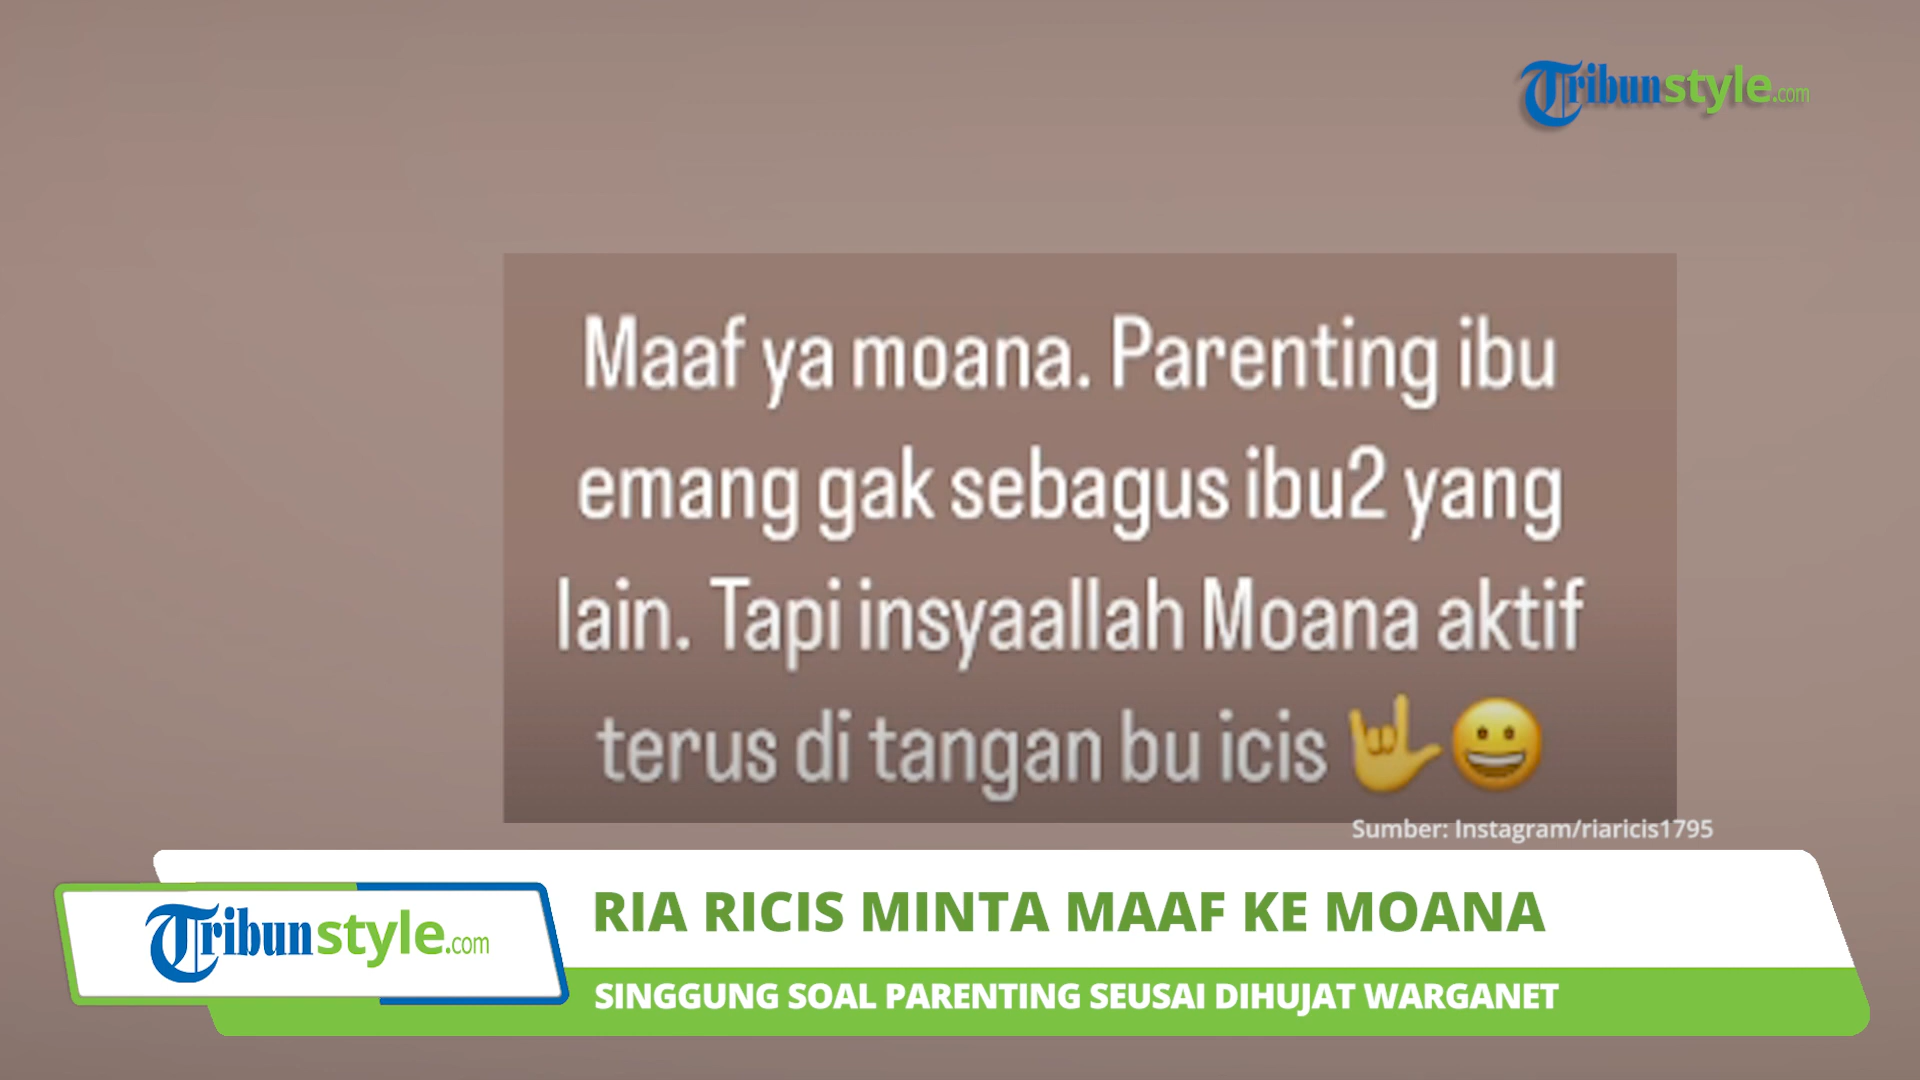 Tribunstyle.com
Maaf ya moana. Parenting ibu
emang gak sebagus ibu2 yang
lain. Tapi insyaallah Moana aktif
terus di tangan bu icis 🤟😀
Sumber: Instagram/riaricis1795
RIA RICIS MINTA MAAF KE MOANA
Tribunstyle.com
SINGGUNG SOAL PARENTING SEUSAI DIHUJAT WARGANET